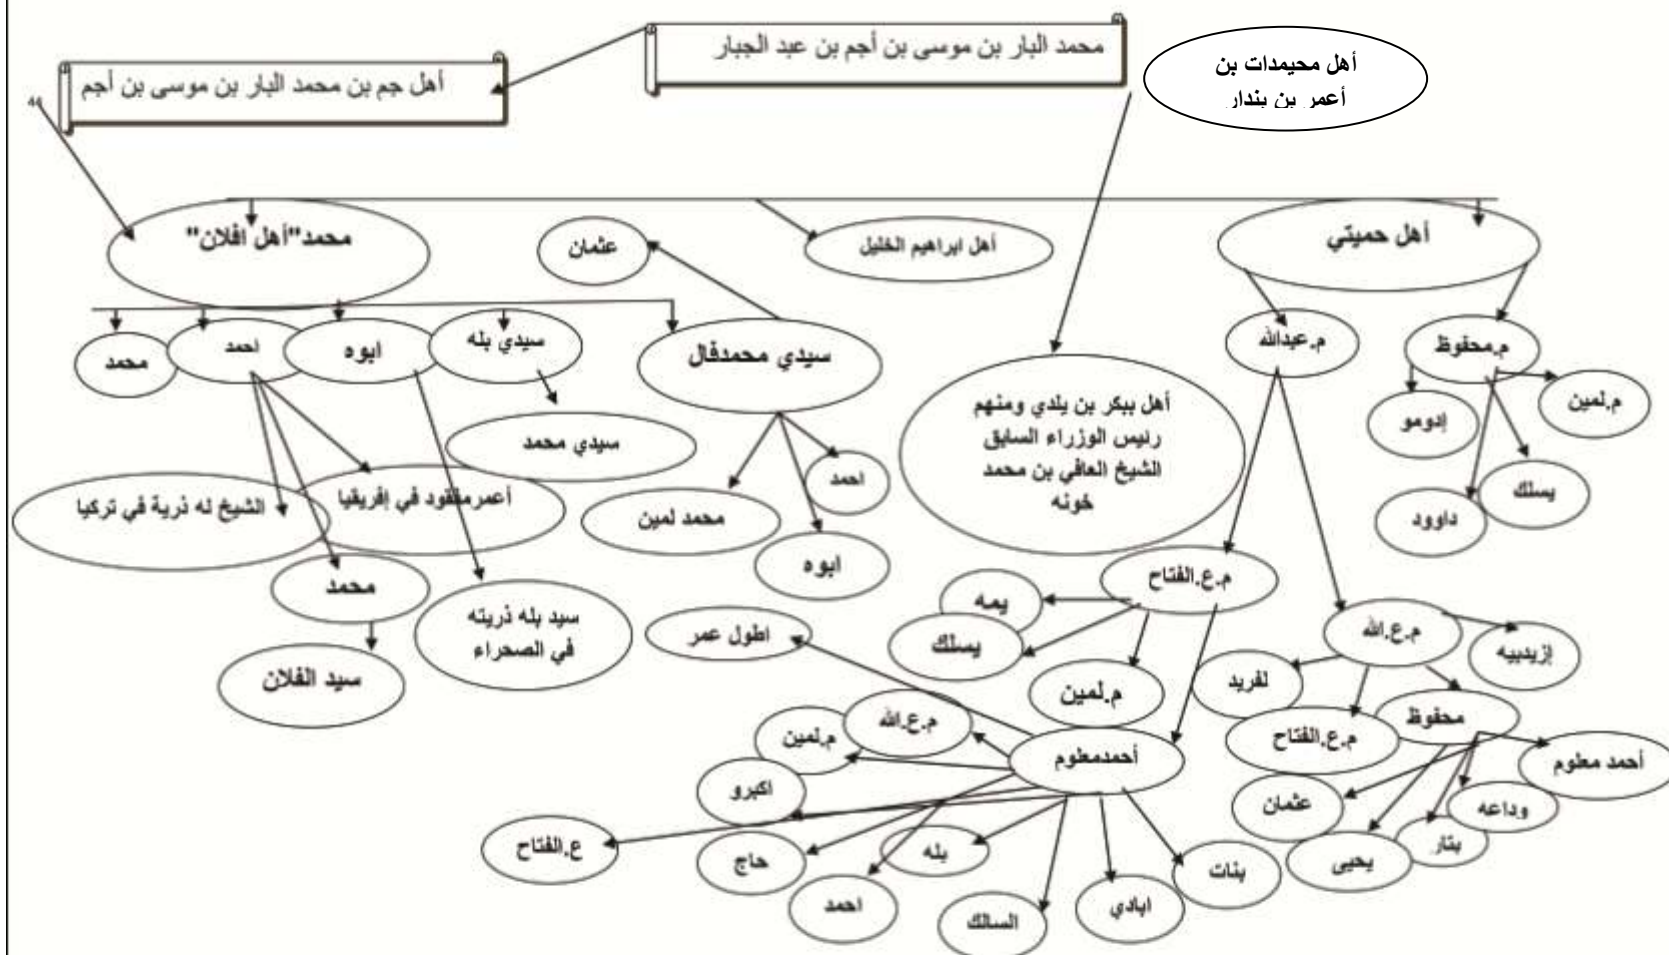 محمد البار بن موسى بن أجم بن عبد الجبار
أهل محيمدات بن
أعمر بن بندار
أهل جم بن محمد البار بن موسى بن أجم
44
أهل حميتي
أهل ابراهيم الخليل
عثمان
محمد"أهل افلان"
م.محفوظ
م.عبدالله
سيدي محمدفال
سيدي بله
ابوه
احمد
محمد
م.لمين
إدومو
يسلك
داوود
أهل ببكر بن يلدي ومنهم
رئيس الوزراء السابق
الشيخ العافي بن محمد
خونه
احمد
ابوه
محمد لمين
سيدي محمد
أعمرمفقود في إفريقيا
الشيخ له ذرية في تركيا
محمد
سيد الفلان
سيد بله ذريته
في الصحراء
م.ع.الفتاح
يمه
يسلك
م.لمين
اطول عمر
م.ع.الله
إزيدبيه
لفريد
محفوظ
م.ع.الفتاح
أحمدمعلوم
م.ع.الله
م.لمين
اكبرو
ع.الفتاح
حاج
احمد
بله
السالك
ابادي
بنات
أحمد معلوم
وداعه
بتار
يحيى
عثمان